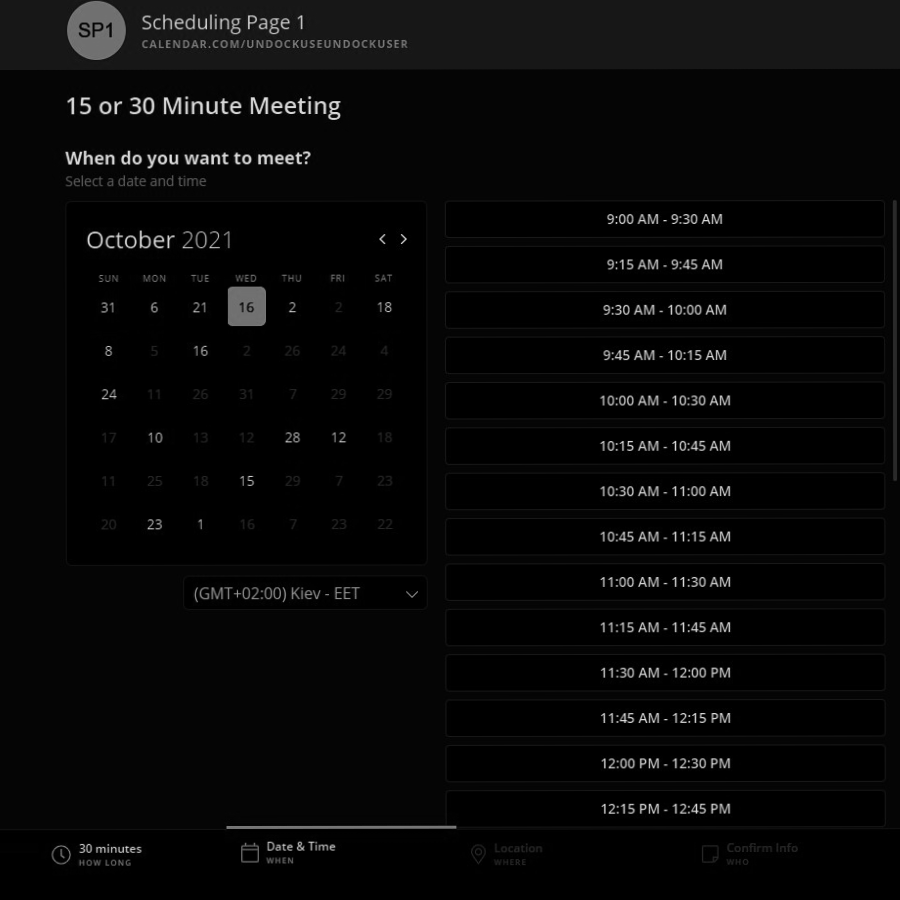 SP1
Scheduling Page 1
CALENDAR.COM/UNDOCKUSEUNDOCKUSER
15 or 30 Minute Meeting
When do you want to meet?
Select a date and time
October 2021
SUN MON TUE WED THU FRI SAT
31 6 21 16 2 2 18
8 5 16 2 26 24 4
24 11 26 31 7 29 29
17 10 13 12 28 12 18
11 25 18 15 29 7 23
20 23 1 16 7 23 22
(GMT+02:00) Kiev - EET
9:00 AM - 9:30 AM
9:15 AM - 9:45 AM
9:30 AM - 10:00 AM
9:45 AM - 10:15 AM
10:00 AM - 10:30 AM
10:15 AM - 10:45 AM
10:30 AM - 11:00 AM
10:45 AM - 11:15 AM
11:00 AM - 11:30 AM
11:15 AM - 11:45 AM
11:30 AM - 12:00 PM
11:45 AM - 12:15 PM
12:00 PM - 12:30 PM
12:15 PM - 12:45 PM
30 minutes
HOW LONG
Date & Time
WHEN
Location
WHERE
Confirm Info
WHO